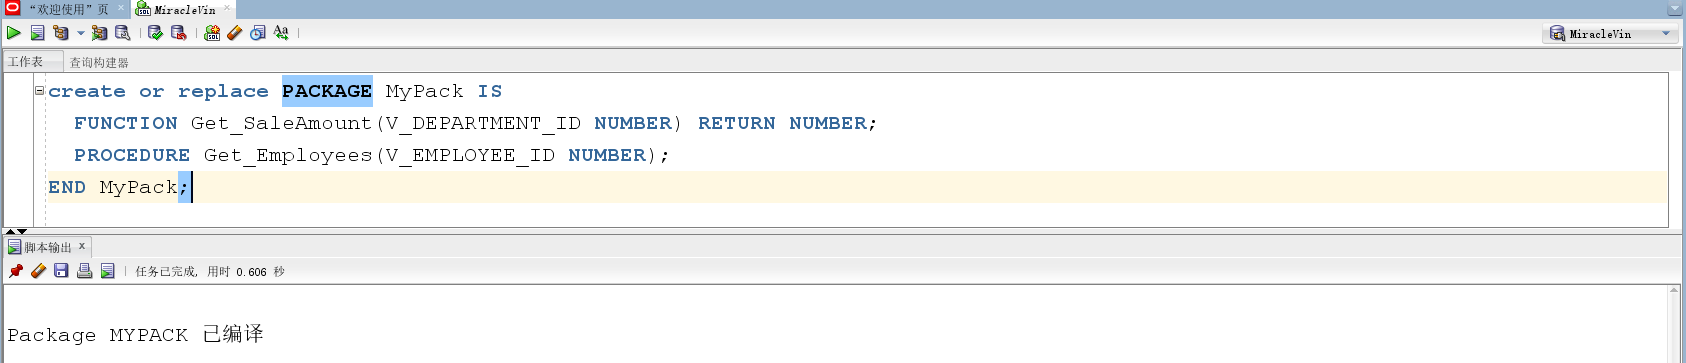 “欢迎使用”页
MiracleVin
MiracleVin
工作表 查询构建器
create or replace PACKAGE MyPack IS
FUNCTION Get_SaleAmount(V_DEPARTMENT_ID NUMBER) RETURN NUMBER;
PROCEDURE Get_Employees(V_EMPLOYEE_ID NUMBER);
END MyPack;
脚本输出 x
任务已完成, 用时 0.606 秒
Package MYPACK 已编译